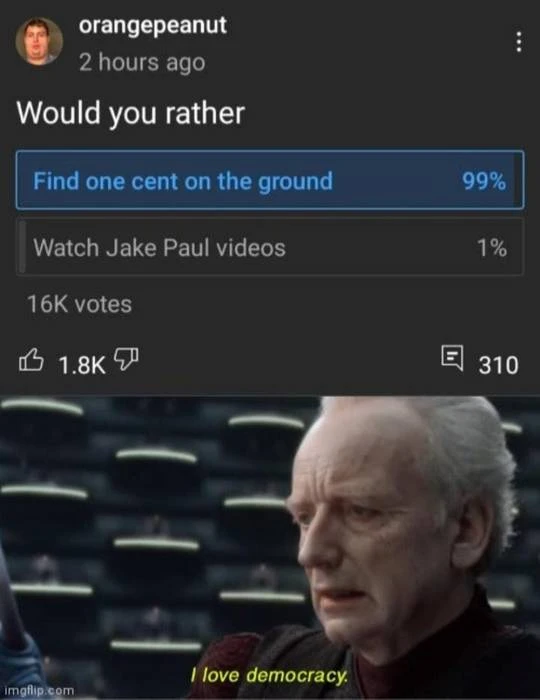 orangepeanut
2 hours ago
Would you rather
Find one cent on the ground 99%
Watch Jake Paul videos 1%
16K votes
1.8K 310
I love democracy.
imgflip.com